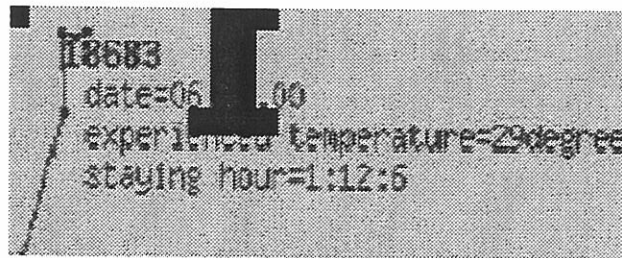 18683
date=06 .00
temperature=29degree
staying hour=1:12:6